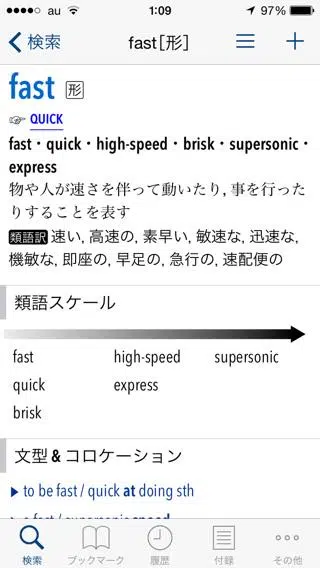 au 1:09 97%
検索 fast[形]
fast 形
☞ QUICK
fast・quick・high-speed・brisk・supersonic・
express
物や人が速さを伴って動いたり, 事を行った
りすることを表す
類語訳 速い, 高速の, 素早い, 敏速な, 迅速な,
機敏な, 即座の, 早足の, 急行の, 速配便の
類語スケール
fast high-speed supersonic
quick express
brisk
文型 & コロケーション
▶ to be fast / quick at doing sth
▶ a fast / supersonic speed
検索 ブックマーク 履歴 付録 その他